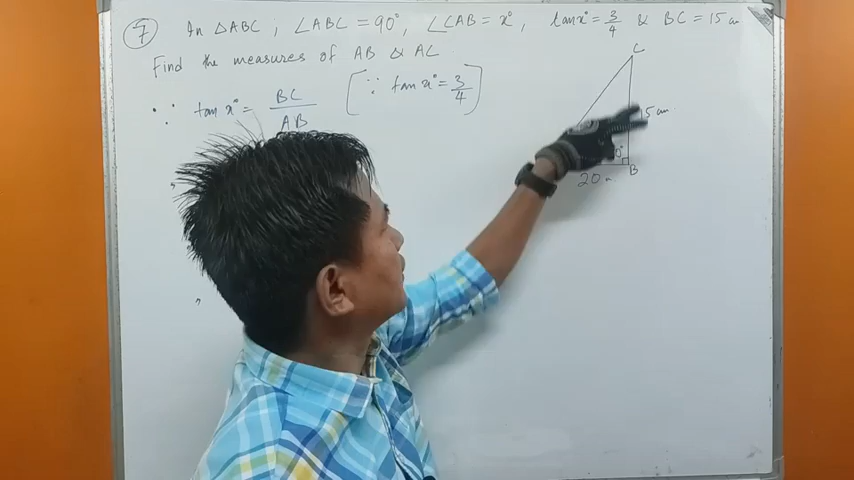 7 In △ABC ; ∠ABC = 90° , ∠CAB = x° , tan x° = 3/4 & BC = 15 cm
Find the measures of AB & AC.
∵ tan x° = BC/AB [∵ tan x° = 3/4]
C
5 cm
0°
20
B